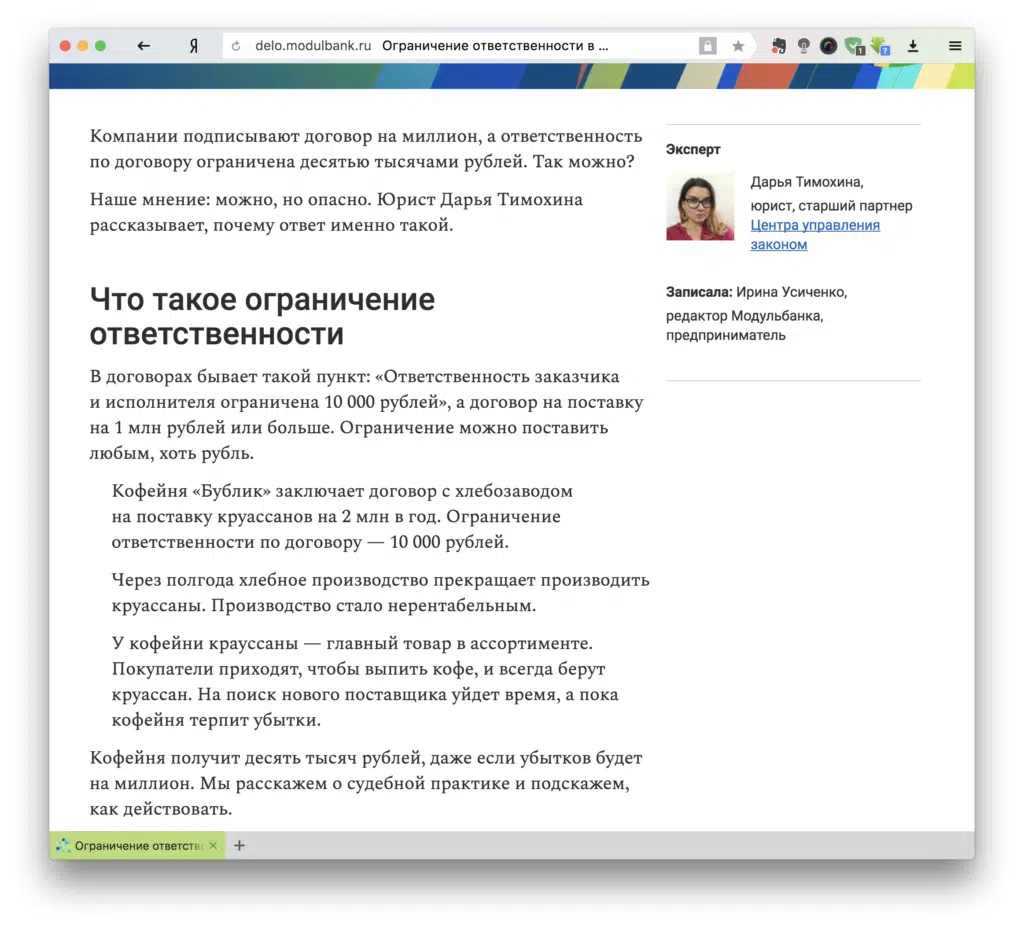 Я
delo.modulbank.ru Ограничение ответственности в ...
1
7
Компании подписывают договор на миллион, а ответственность
по договору ограничена десятью тысячами рублей. Так можно?
Наше мнение: можно, но опасно. Юрист Дарья Тимохина
рассказывает, почему ответ именно такой.
Что такое ограничение
ответственности
В договорах бывает такой пункт: «Ответственность заказчика
и исполнителя ограничена 10 000 рублей», а договор на поставку
на 1 млн рублей или больше. Ограничение можно поставить
любым, хоть рубль.
Кофейня «Бублик» заключает договор с хлебозаводом
на поставку круассанов на 2 млн в год. Ограничение
ответственности по договору — 10 000 рублей.
Через полгода хлебное производство прекращает производить
круассаны. Производство стало нерентабельным.
У кофейни крауссаны — главный товар в ассортименте.
Покупатели приходят, чтобы выпить кофе, и всегда берут
круассан. На поиск нового поставщика уйдет время, а пока
кофейня терпит убытки.
Кофейня получит десять тысяч рублей, даже если убытков будет
на миллион. Мы расскажем о судебной практике и подскажем,
как действовать.
Эксперт
Дарья Тимохина,
юрист, старший партнер
Центра управления
законом
Записала: Ирина Усиченко,
редактор Модульбанка,
предприниматель
Ограничение ответств